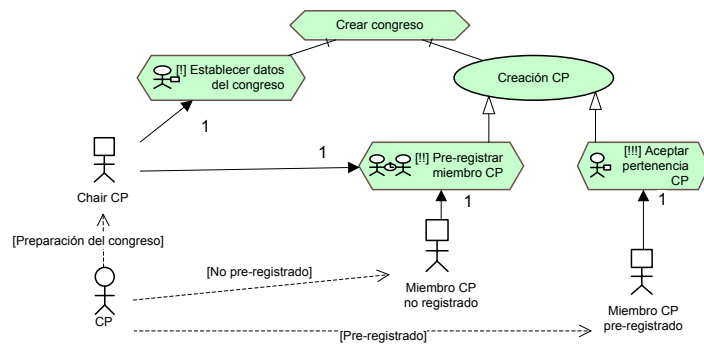 Crear congreso
[!] Establecer datos
del congreso
Creación CP
1
1
[!!] Pre-registrar
miembro CP
[!!!] Aceptar
pertenencia
CP
Chair CP
1
1
[Preparación del congreso]
[No pre-registrado]
Miembro CP
no registrado
Miembro CP
pre-registrado
CP
[Pre-registrado]